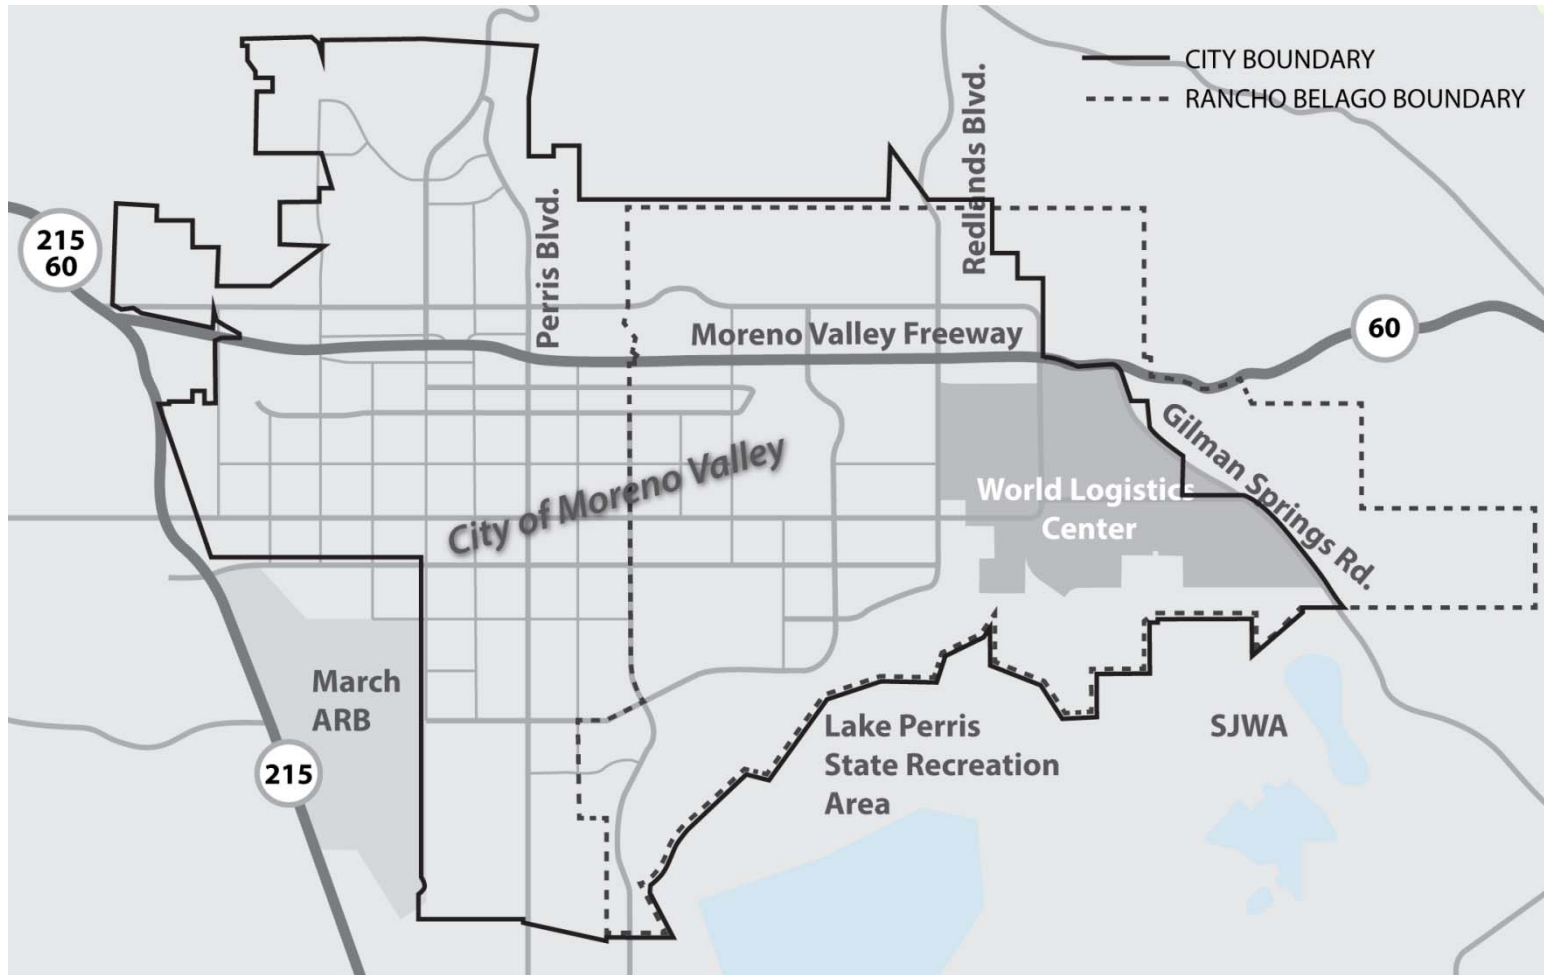 CITY BOUNDARY
RANCHO BELAGO BOUNDARY
Redlands Blvd.
Perris Blvd.
215
60
Moreno Valley Freeway
60
Gilman Springs Rd.
City of Moreno Valley
World Logistics
Center
March
ARB
215
Lake Perris
State Recreation
Area
SJWA